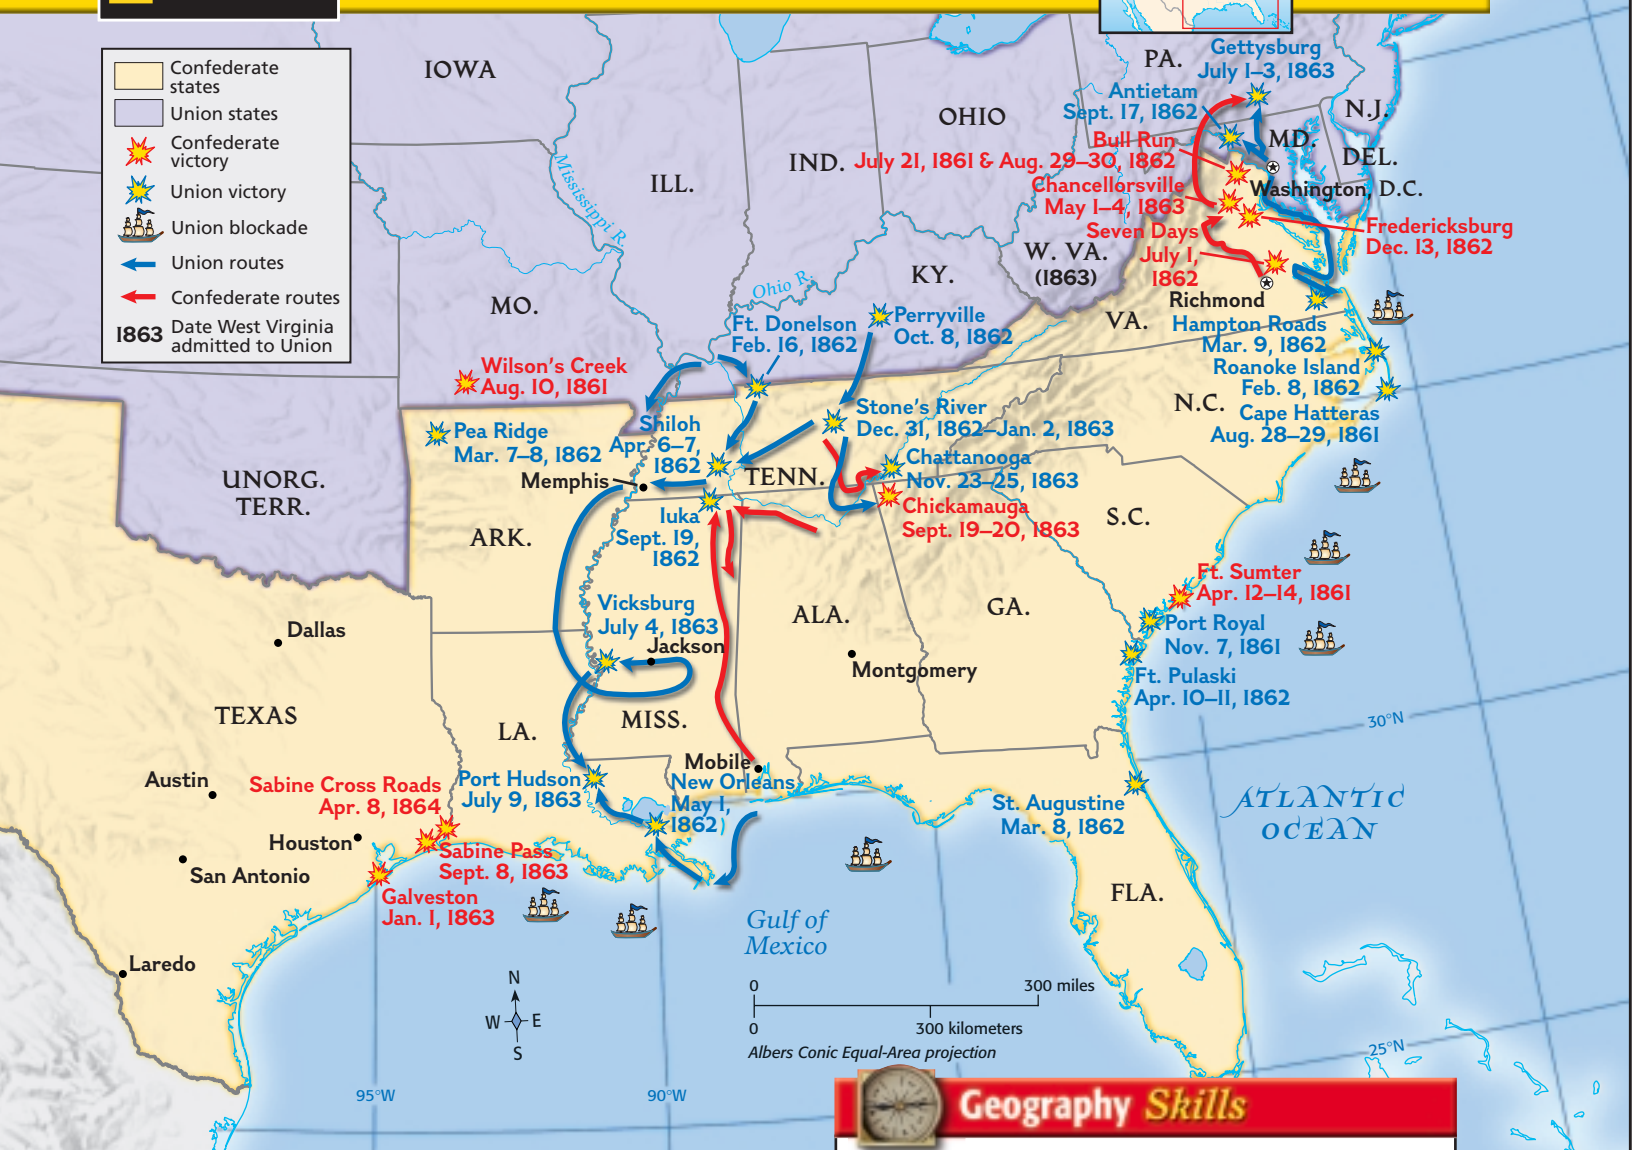 Confederate
states
Union states
Confederate
victory
Union victory
Union blockade
Union routes
Confederate routes
1863 Date West Virginia
admitted to Union
IOWA
ILL.
IND.
OHIO
PA.
N.J.
MD.
DEL.
Washington, D.C.
W. VA.
(1863)
KY.
MO.
VA.
N.C.
S.C.
TENN.
ARK.
UNORG.
TERR.
TEXAS
LA.
MISS.
ALA.
GA.
FLA.
Mississippi R.
Ohio R.
Gettysburg
July 1–3, 1863
Antietam
Sept. 17, 1862
Bull Run
July 21, 1861 & Aug. 29–30, 1862
Chancellorsville
May 1–4, 1863
Seven Days
July 1,
1862
Fredericksburg
Dec. 13, 1862
Richmond
Hampton Roads
Mar. 9, 1862
Roanoke Island
Feb. 8, 1862
Cape Hatteras
Aug. 28–29, 1861
Perryville
Oct. 8, 1862
Ft. Donelson
Feb. 16, 1862
Wilson's Creek
Aug. 10, 1861
Pea Ridge
Mar. 7–8, 1862
Shiloh
Apr. 6–7,
1862
Stone's River
Dec. 31, 1862–Jan. 2, 1863
Chattanooga
Nov. 23–25, 1863
Chickamauga
Sept. 19–20, 1863
Memphis
Iuka
Sept. 19,
1862
Vicksburg
July 4, 1863
Jackson
Montgomery
Ft. Sumter
Apr. 12–14, 1861
Port Royal
Nov. 7, 1861
Ft. Pulaski
Apr. 10–11, 1862
Dallas
Austin
Houston
San Antonio
Laredo
Sabine Cross Roads
Apr. 8, 1864
Sabine Pass
Sept. 8, 1863
Galveston
Jan. 1, 1863
Port Hudson
July 9, 1863
Mobile
New Orleans
May 1,
1862
St. Augustine
Mar. 8, 1862
ATLANTIC
OCEAN
Gulf of
Mexico
30°N
25°N
95°W
90°W
N
W E
S
0 300 miles
0 300 kilometers
Albers Conic Equal-Area projection
Geography Skills